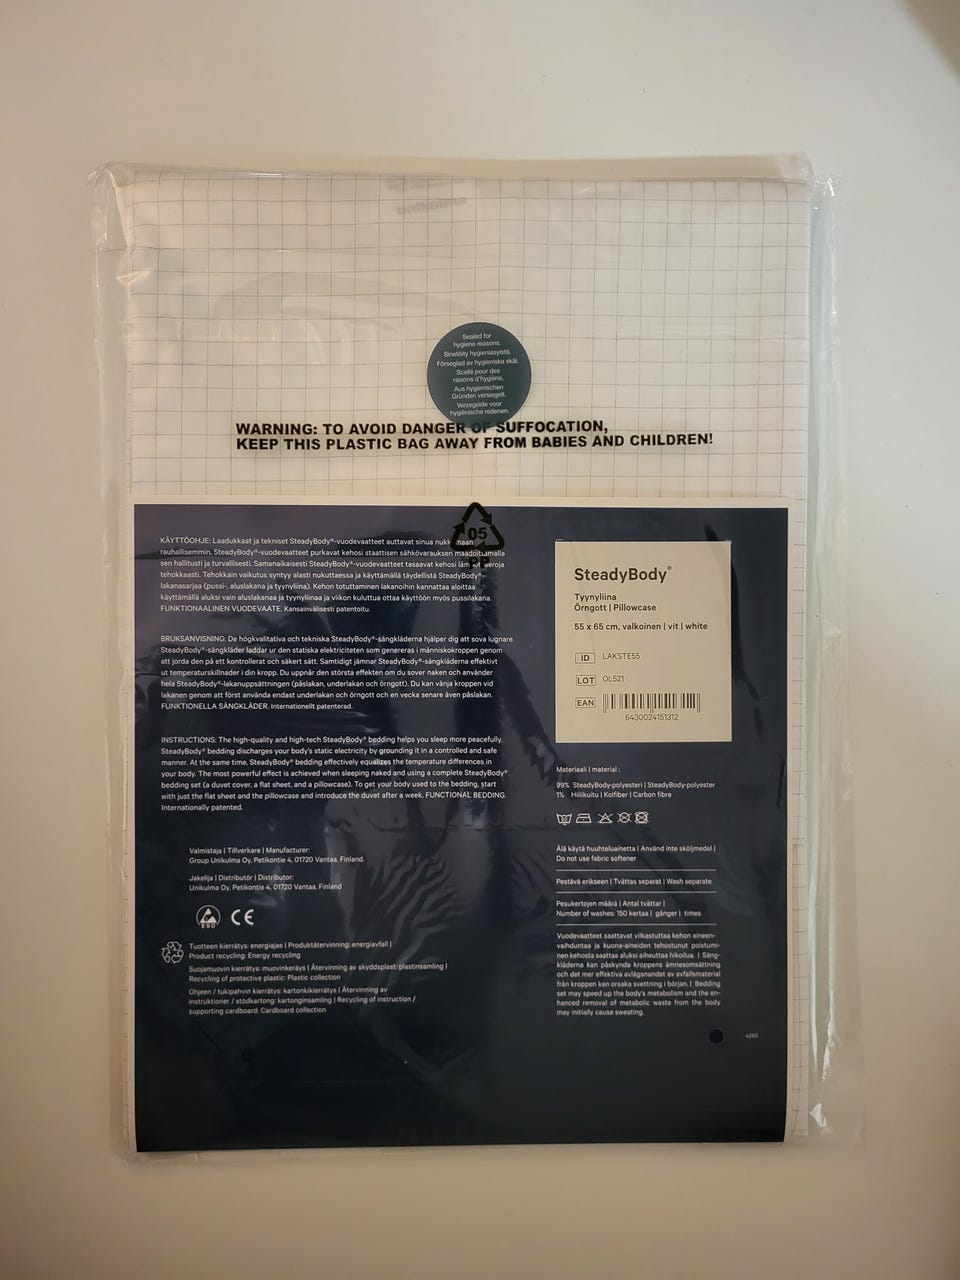 Sealed for
hygiene reasons.
Sinetöity hygieniasyistä.
Förseglad av hygieniska skäl.
Scellé pour des
raisons d'hygiène.
Aus hygienischen
Gründen versiegelt.
Verzegelde voor
hygiënische redenen.
WARNING: TO AVOID DANGER OF SUFFOCATION,
KEEP THIS PLASTIC BAG AWAY FROM BABIES AND CHILDREN!
05
PP
KÄYTTÖOHJE: Laadukkaat ja tekniset SteadyBody®-vuodevaatteet auttavat sinua nukkumaan
rauhallisemmin. SteadyBody®-vuodevaatteet purkavat kehosi staattisen sähkövarauksen maadoittamalla
sen hallitusti ja turvallisesti. Samanaikaisesti SteadyBody®-vuodevaatteet tasaavat kehosi lämpötilaeroja
tehokkaasti. Tehokkain vaikutus syntyy alasti nukuttaessa ja käyttämällä täydellistä SteadyBody®-
lakanasarjaa (pussi-, aluslakana ja tyynyliina). Kehon totuttaminen lakanoihin kannattaa aloittaa
käyttämällä aluksi vain aluslakanaa ja tyynyliinaa ja viikon kuluttua ottaa käyttöön myös pussilakana.
FUNKTIONAALINEN VUODEVAATE. Kansainvälisesti patentoitu.
BRUKSANVISNING: De högkvalitativa och tekniska SteadyBody®-sängkläderna hjälper dig att sova lugnare.
SteadyBody®-sängkläder laddar ur den statiska elektriciteten som genereras i människokroppen genom
att jorda den på ett kontrollerat och säkert sätt. Samtidigt jämnar SteadyBody®-sängkläderna effektivt
ut temperaturskillnader i din kropp. Du uppnår den största effekten om du sover naken och använder
hela SteadyBody®-lakanuppsättningen (påslakan, underlakan och örngott). Du kan vänja kroppen vid
lakanen genom att först använda endast underlakan och örngott och en vecka senare även påslakan.
FUNKTIONELLA SÄNGKLÄDER. Internationellt patenterad.
INSTRUCTIONS: The high-quality and high-tech SteadyBody® bedding helps you sleep more peacefully.
SteadyBody® bedding discharges your body's static electricity by grounding it in a controlled and safe
manner. At the same time, SteadyBody® bedding effectively equalizes the temperature differences in
your body. The most powerful effect is achieved when sleeping naked and using a complete SteadyBody®
bedding set (a duvet cover, a flat sheet, and a pillowcase). To get your body used to the bedding, start
with just the flat sheet and the pillowcase and introduce the duvet after a week. FUNCTIONAL BEDDING.
Internationally patented.
Valmistaja | Tillverkare | Manufacturer:
Group Unikulma Oy, Petikontie 4, 01720 Vantaa, Finland.
Jakelija | Distributör | Distributor:
Unikulma Oy, Petikontie 4, 01720 Vantaa, Finland
ESD
CE
Tuotteen kierrätys: energiajae | Produktåtervinning: energiavfall |
Product recycling: Energy recycling
Suojamuovin kierrätys: muovinkeräys | Återvinning av skyddsplast: plastinsamling |
Recycling of protective plastic: Plastic collection
Ohjeen / tukipahvin kierrätys: kartonkikierrätys | Återvinning av
instruktioner / stödkartong: kartonginsamling | Recycling of instruction /
supporting cardboard: Cardboard collection
SteadyBody®
Tyynyliina
Örngott | Pillowcase
55 x 65 cm, valkoinen | vit | white
ID LAKSTE55
LOT OL521
EAN
6430024151312
Materiaali | material :
99% SteadyBody-polyesteri | SteadyBody-polyester
1% Hiilikuitu | Kolfiber | Carbon fibre
Älä käytä huuhteluainetta | Använd inte sköljmedel |
Do not use fabric softener
Pestävä erikseen | Tvättas separat | Wash separate
Pesukertojen määrä | Antal tvättar |
Number of washes: 150 kertaa | gånger | times
Vuodevaatteet saattavat vilkastuttaa kehon aineen-
vaihduntaa ja kuona-aineiden tehostunut poistumi-
nen kehosta saattaa aluksi aiheuttaa hikoilua. | Säng-
kläderna kan påskynda kroppens ämnesomsättning
och det mer effektiva avlägsnandet av avfallsmaterial
från kroppen kan orsaka svettning i början. | Bedding
set may speed up the body's metabolism and the en-
hanced removal of metabolic waste from the body
may initially cause sweating.